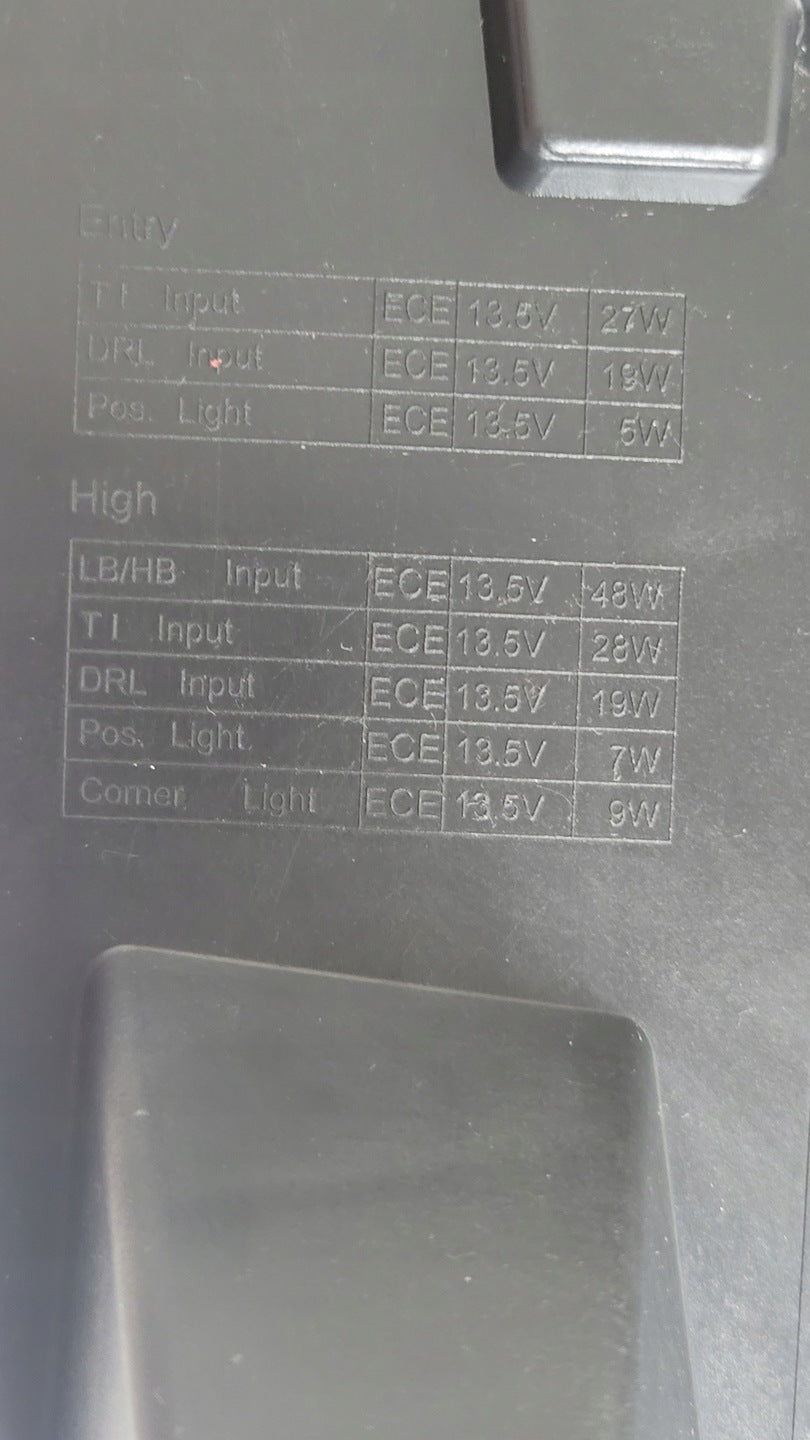 Entry
TI Input ECE 13.5V 27W
DRL Input ECE 13.5V 19W
Pos. Light ECE 13.5V 5W
High
LB/HB Input ECE 13.5V 48W
TI Input ECE 13.5V 28W
DRL Input ECE 13.5V 19W
Pos. Light ECE 13.5V 7W
Corner Light ECE 13.5V 9W